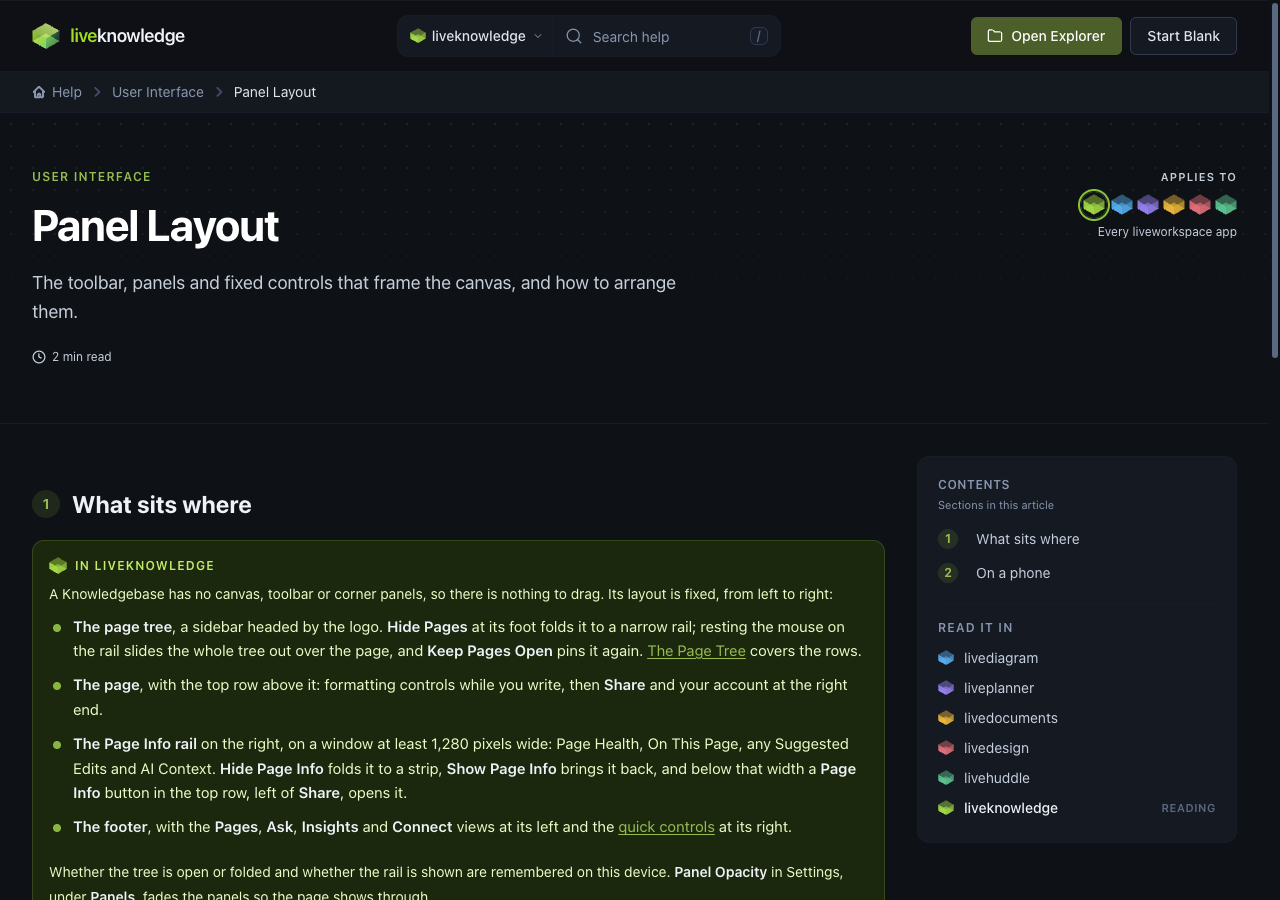 liveknowledge
liveknowledge
Search help
/
Open Explorer
Start Blank
Help
User Interface
Panel Layout
USER INTERFACE
APPLIES TO
Panel Layout
Every liveworkspace app
The toolbar, panels and fixed controls that frame the canvas, and how to arrange
them.
2 min read
1
What sits where
IN LIVEKNOWLEDGE
A Knowledgebase has no canvas, toolbar or corner panels, so there is nothing to drag. Its layout is fixed, from left to right:
The page tree, a sidebar headed by the logo. Hide Pages at its foot folds it to a narrow rail; resting the mouse on
the rail slides the whole tree out over the page, and Keep Pages Open pins it again. The Page Tree covers the rows.
The page, with the top row above it: formatting controls while you write, then Share and your account at the right
end.
The Page Info rail on the right, on a window at least 1,280 pixels wide: Page Health, On This Page, any Suggested
Edits and AI Context. Hide Page Info folds it to a strip, Show Page Info brings it back, and below that width a Page
Info button in the top row, left of Share, opens it.
The footer, with the Pages, Ask, Insights and Connect views at its left and the quick controls at its right.
Whether the tree is open or folded and whether the rail is shown are remembered on this device. Panel Opacity in Settings,
under Panels, fades the panels so the page shows through.
CONTENTS
Sections in this article
1 What sits where
2 On a phone
READ IT IN
livediagram
liveplanner
livedocuments
livedesign
livehuddle
liveknowledge READING